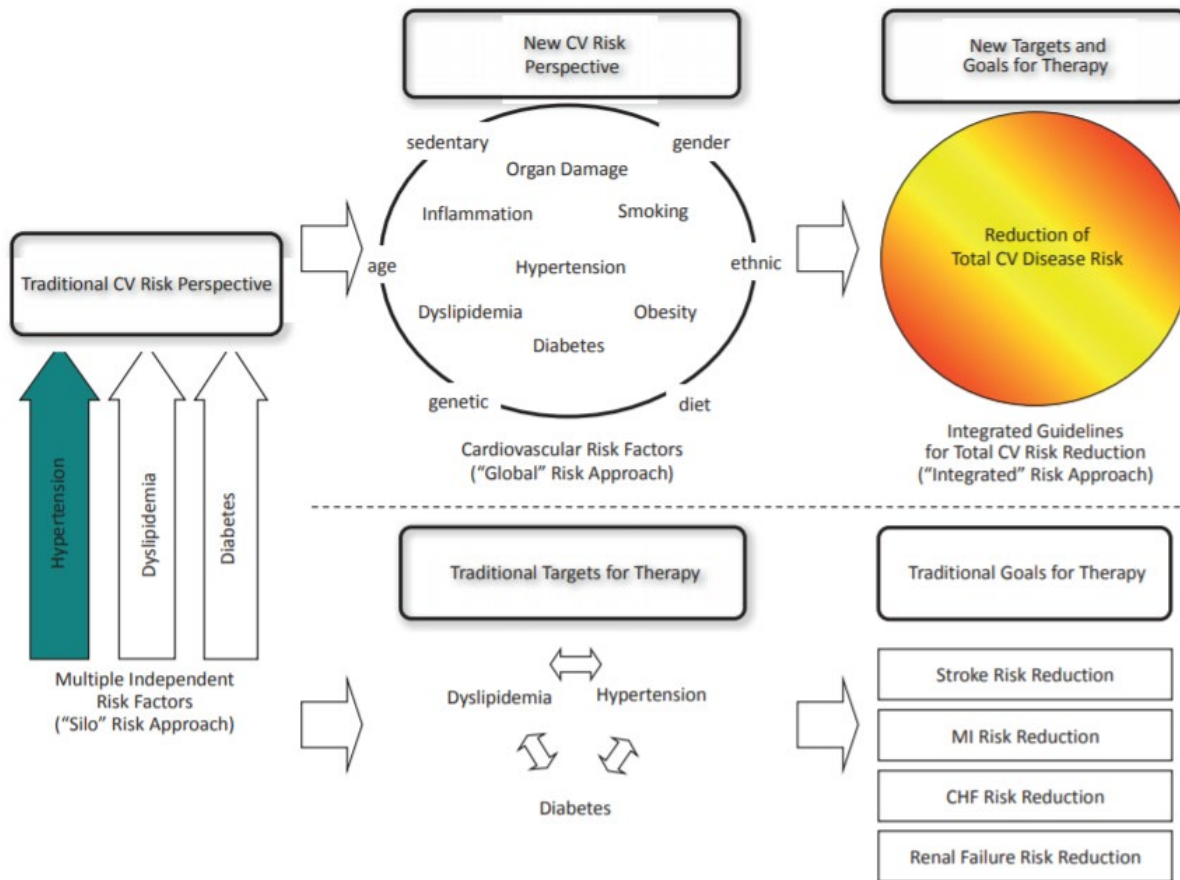 New CV Risk
Perspective
New Targets and
Goals for Therapy
sedentary
gender
Organ Damage
Inflammation
Smoking
age
Hypertension
ethnic
Dyslipidemia
Obesity
Diabetes
genetic
diet
Reduction of
Total CV Disease Risk
Traditional CV Risk Perspective
Hypertension
Dyslipidemia
Diabetes
Cardiovascular Risk Factors
(“Global” Risk Approach)
Integrated Guidelines
for Total CV Risk Reduction
(“Integrated” Risk Approach)
Multiple Independent
Risk Factors
(“Silo” Risk Approach)
Traditional Targets for Therapy
Traditional Goals for Therapy
Dyslipidemia
Hypertension
Diabetes
Stroke Risk Reduction
MI Risk Reduction
CHF Risk Reduction
Renal Failure Risk Reduction